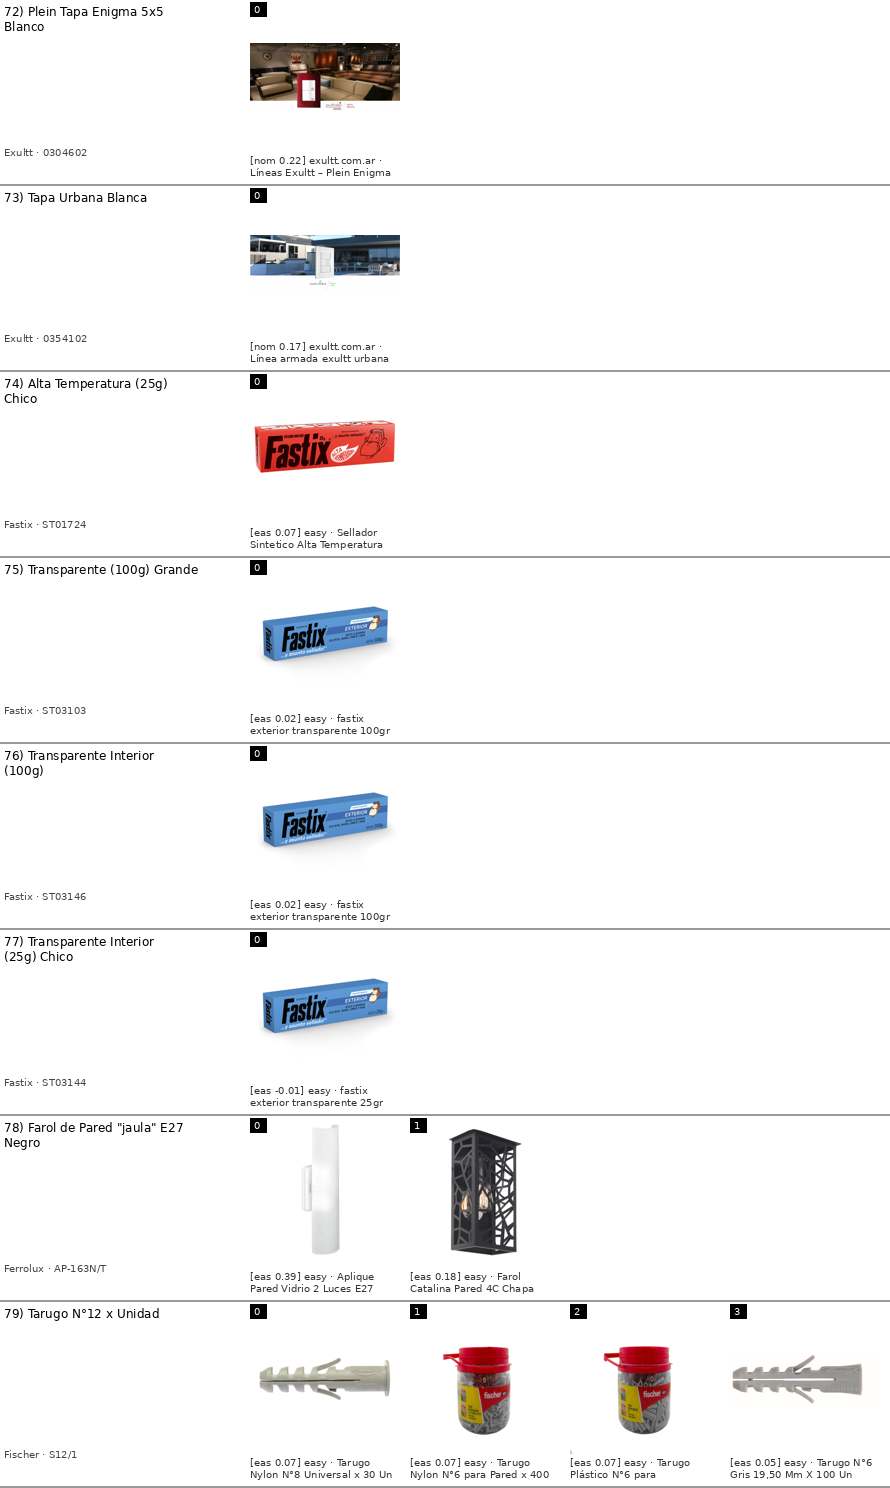 72) Plein Tapa Enigma 5x5
Blanco
Exultt · 0304602
0
[nom 0.22] exultt.com.ar ·
Líneas Exultt – Plein Enigma
73) Tapa Urbana Blanca
Exultt · 0354102
0
[nom 0.17] exultt.com.ar ·
Línea armada exultt urbana
74) Alta Temperatura (25g)
Chico
Fastix · ST01724
0
Fastix
ALTA
[eas 0.07] easy · Sellador
Sintetico Alta Temperatura
75) Transparente (100g) Grande
Fastix · ST03103
0
Fastix
Fastix
EXTERIOR
[eas 0.02] easy · fastix
exterior transparente 100gr
76) Transparente Interior
(100g)
Fastix · ST03146
0
Fastix
Fastix
EXTERIOR
[eas 0.02] easy · fastix
exterior transparente 100gr
77) Transparente Interior
(25g) Chico
Fastix · ST03144
0
Fastix
Fastix
EXTERIOR
[eas -0.01] easy · fastix
exterior transparente 25gr
78) Farol de Pared "jaula" E27
Negro
Ferrolux · AP-163N/T
0
[eas 0.39] easy · Aplique
Pared Vidrio 2 Luces E27
1
[eas 0.18] easy · Farol
Catalina Pared 4C Chapa
79) Tarugo N°12 x Unidad
Fischer · S12/1
0
[eas 0.07] easy · Tarugo
Nylon N°8 Universal x 30 Un
1
fischer
[eas 0.07] easy · Tarugo
Nylon N°6 para Pared x 400
2
fischer
[eas 0.07] easy · Tarugo
Plástico N°6 para
3
[eas 0.05] easy · Tarugo N°6
Gris 19,50 Mm X 100 Un